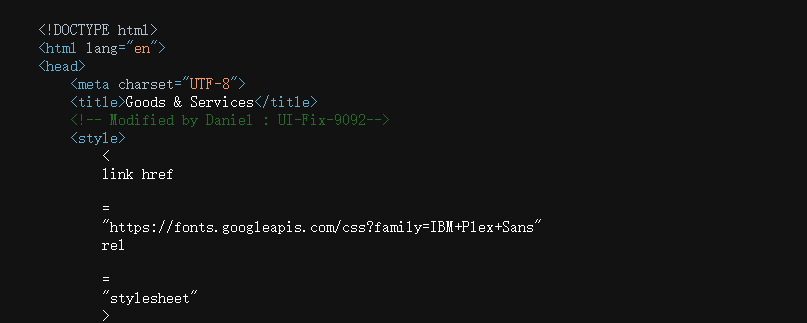 <!DOCTYPE html>
<html lang="en">
<head>
<meta charset="UTF-8">
<title>Goods & Services</title>
<!-- Modified by Daniel : UI-Fix-9092-->
<style>
<
link href
=
"https://fonts.googleapis.com/css?family=IBM+Plex+Sans"
rel
=
"stylesheet"
>